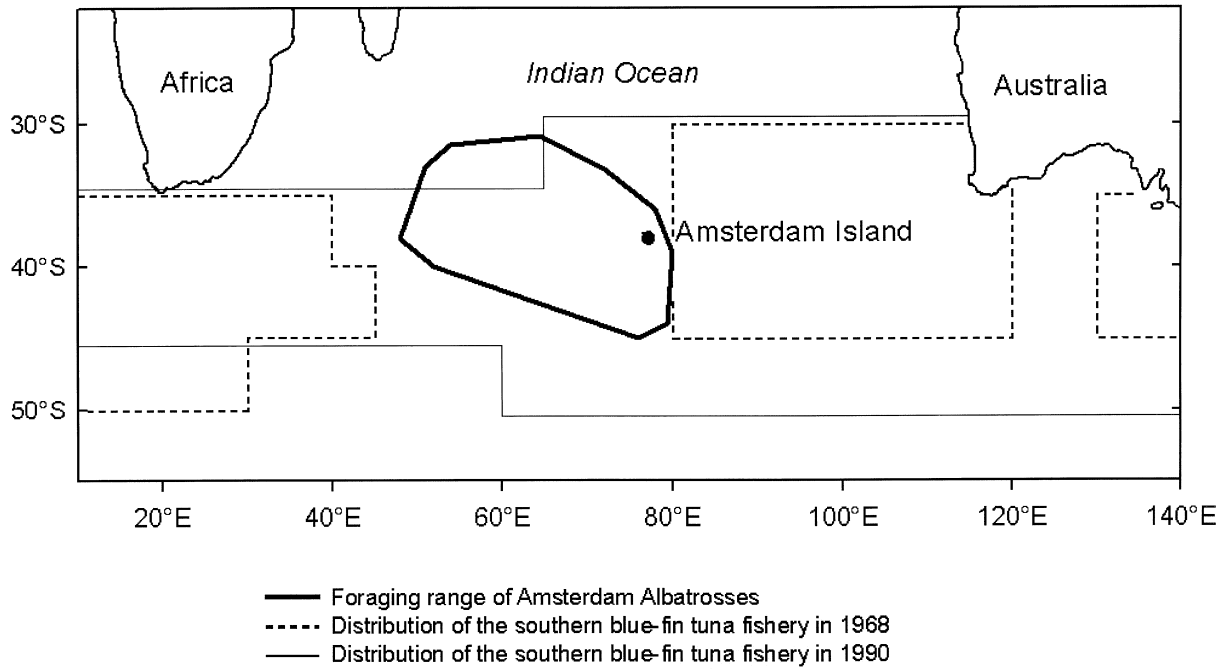 Africa
Indian Ocean
Australia
30°S
Amsterdam Island
40°S
50°S
20°E
40°E
60°E
80°E
100°E
120°E
140°E
Foraging range of Amsterdam Albatrosses
Distribution of the southern blue-fin tuna fishery in 1968
Distribution of the southern blue-fin tuna fishery in 1990